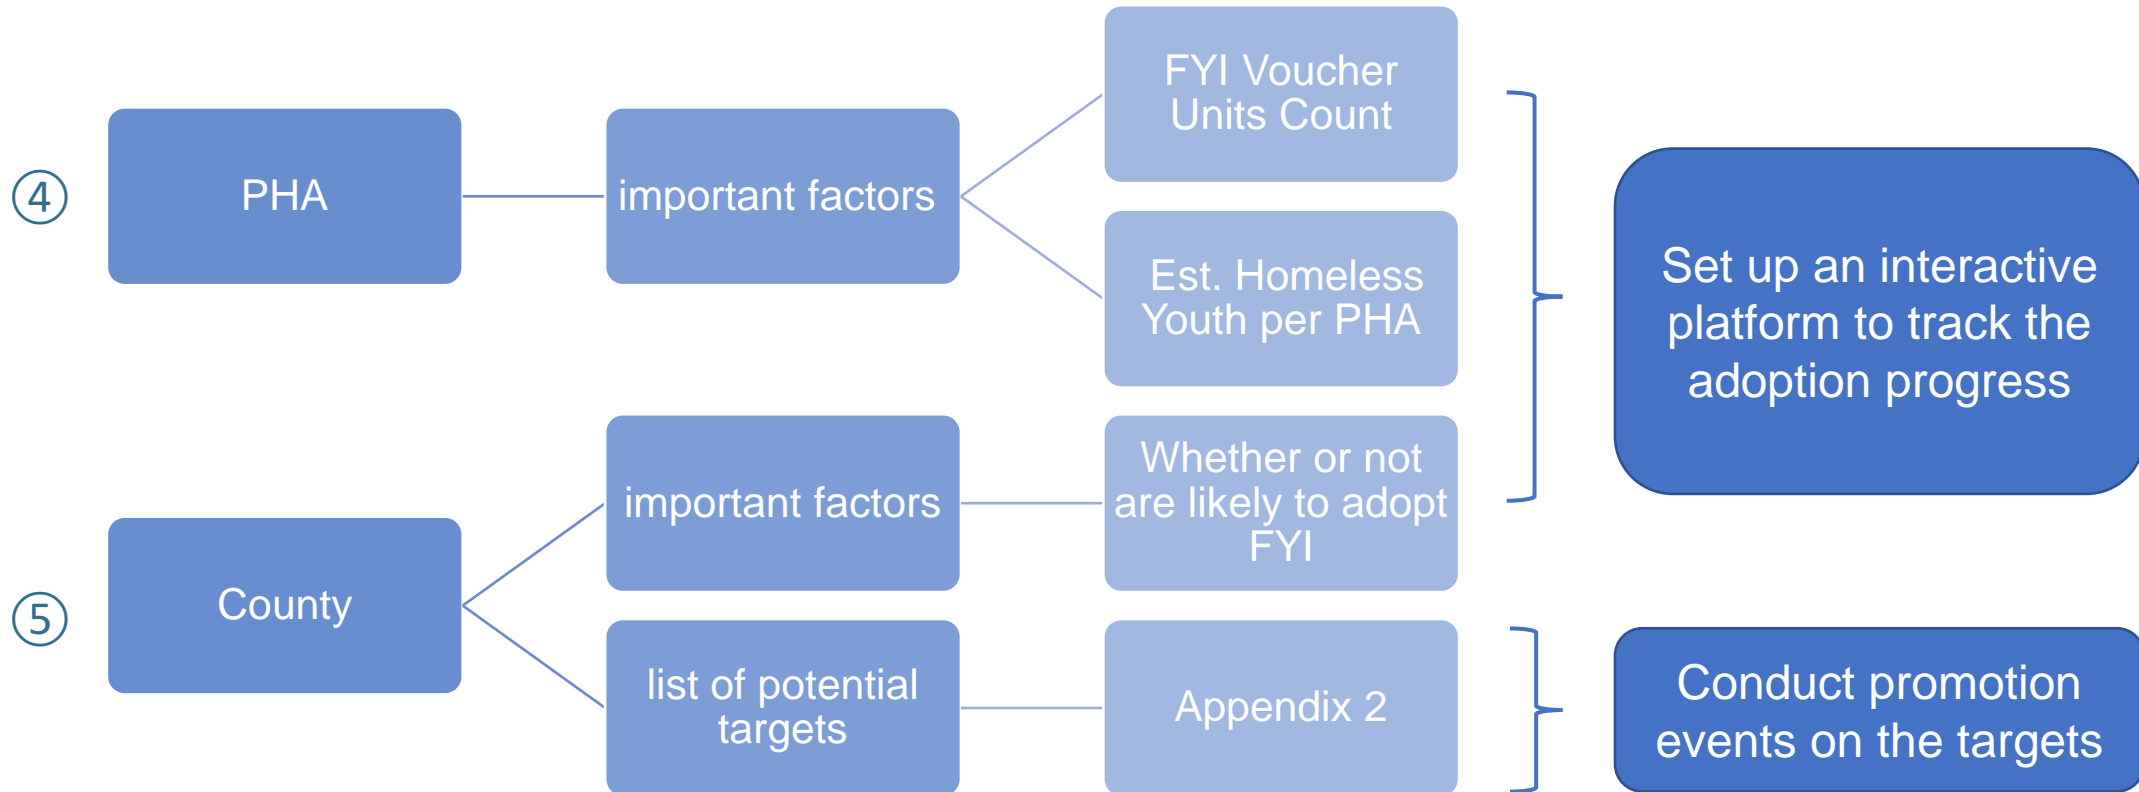 ④
PHA
important factors
FYI Voucher
Units Count
Est. Homeless
Youth per PHA
Set up an interactive
platform to track the
adoption progress
⑤
County
important factors
Whether or not
are likely to adopt
FYI
list of potential
targets
Appendix 2
Conduct promotion
events on the targets